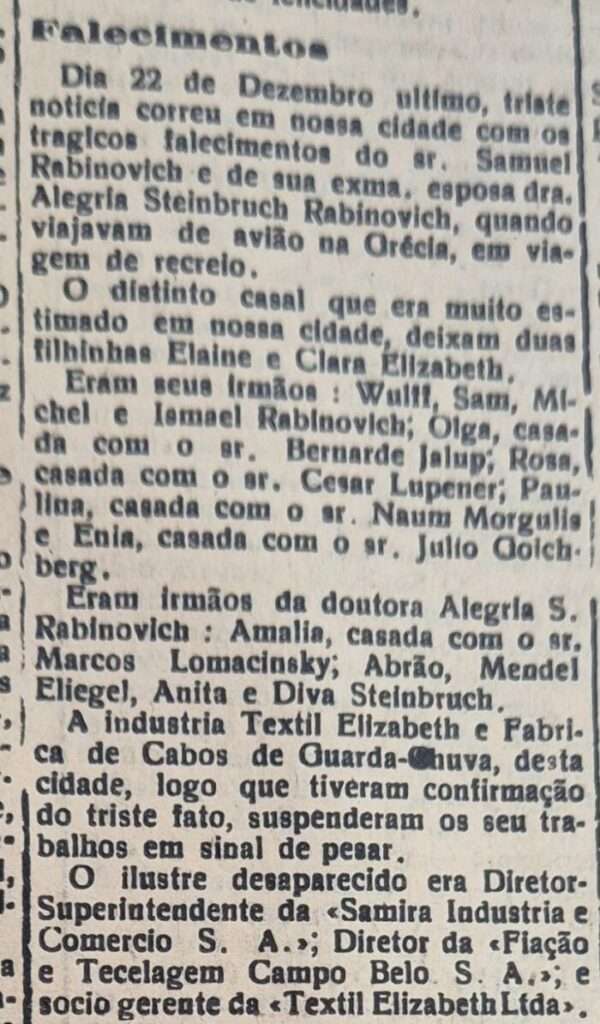 felicidades.
Falecimentos
Dia 22 de Dezembro ultimo, triste
noticia correu em nossa cidade com os
tragicos falecimentos do sr. Samuel
Rabinovich e de sua exma. esposa dra.
Alegria Steinbruch Rabinovich, quando
viajavam de avião na Grécia, em via-
gem de recreio.
O distinto casal que era muito es-
timado em nossa cidade, deixam duas
filhinhas Elaine e Clara Elizabeth.
Eram seus irmãos : Wulff, Sam, Mi-
chel e Ismael Rabinovich; Olga, casa-
da com o sr. Bernarde Jalup; Rosa,
casada com o sr. Cesar Lupener; Pau-
lina, casada com o sr. Naum Morgulis
e Enia, casada com o sr. Julio Goich-
berg.
Eram irmãos da doutora Alegria S.
Rabinovich : Amalia, casada com o sr.
Marcos Lomacinsky; Abrão, Mendel
Eliegel, Anita e Diva Steinbruch.
A industria Textil Elizabeth e Fabri-
ca de Cabos de Guarda-Chuva, desta
cidade, logo que tiveram confirmação
do triste fato, suspenderam os seu tra-
balhos em sinal de pesar.
O ilustre desaparecido era Diretor-
Superintendente da «Samira Industria e
Comercio S. A.»; Diretor da «Fiação
e Tecelagem Campo Belo S. A.»; e
socio gerente da «Textil Elizabeth Ltda».